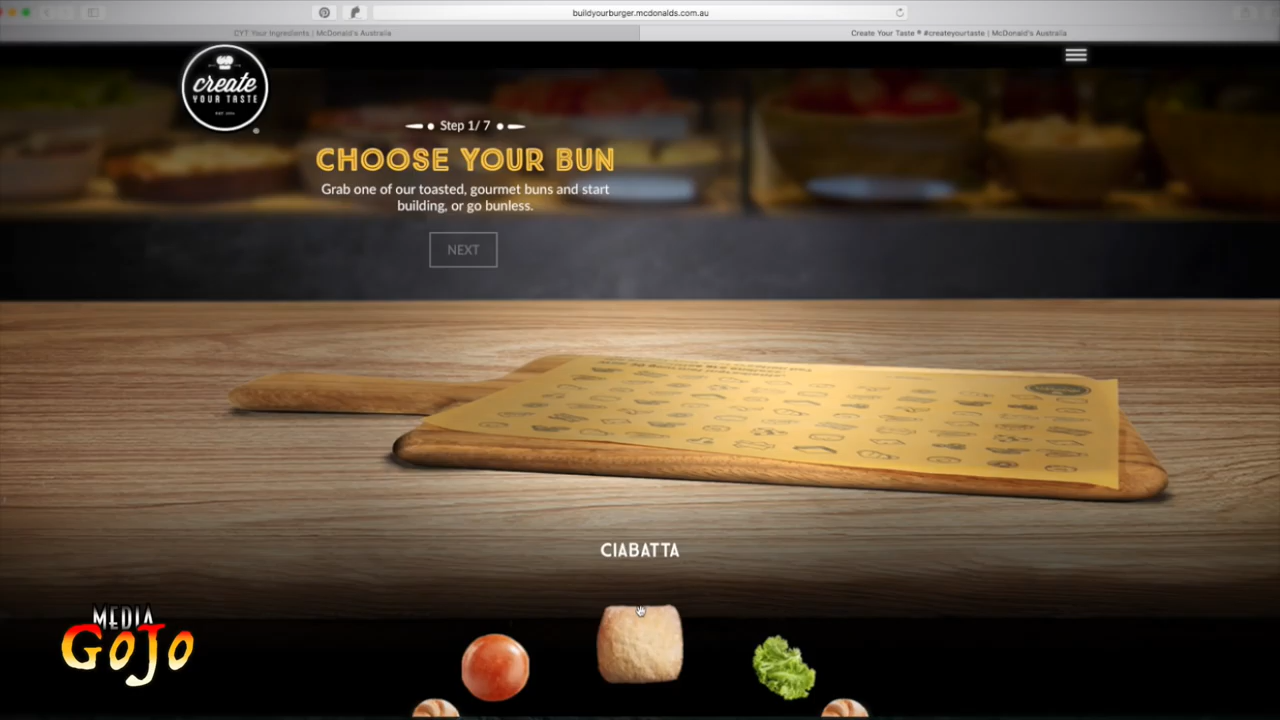 buildyourburger.mcdonalds.com.au
CYT Your Ingredients | McDonald's Australia
Create Your Taste ® #createyourtaste | McDonald's Australia
create
YOUR TASTE
Step 1/ 7
CHOOSE YOUR BUN
Grab one of our toasted, gourmet buns and start
building, or go bunless.
NEXT
CIABATTA
MEDIA
GoJo